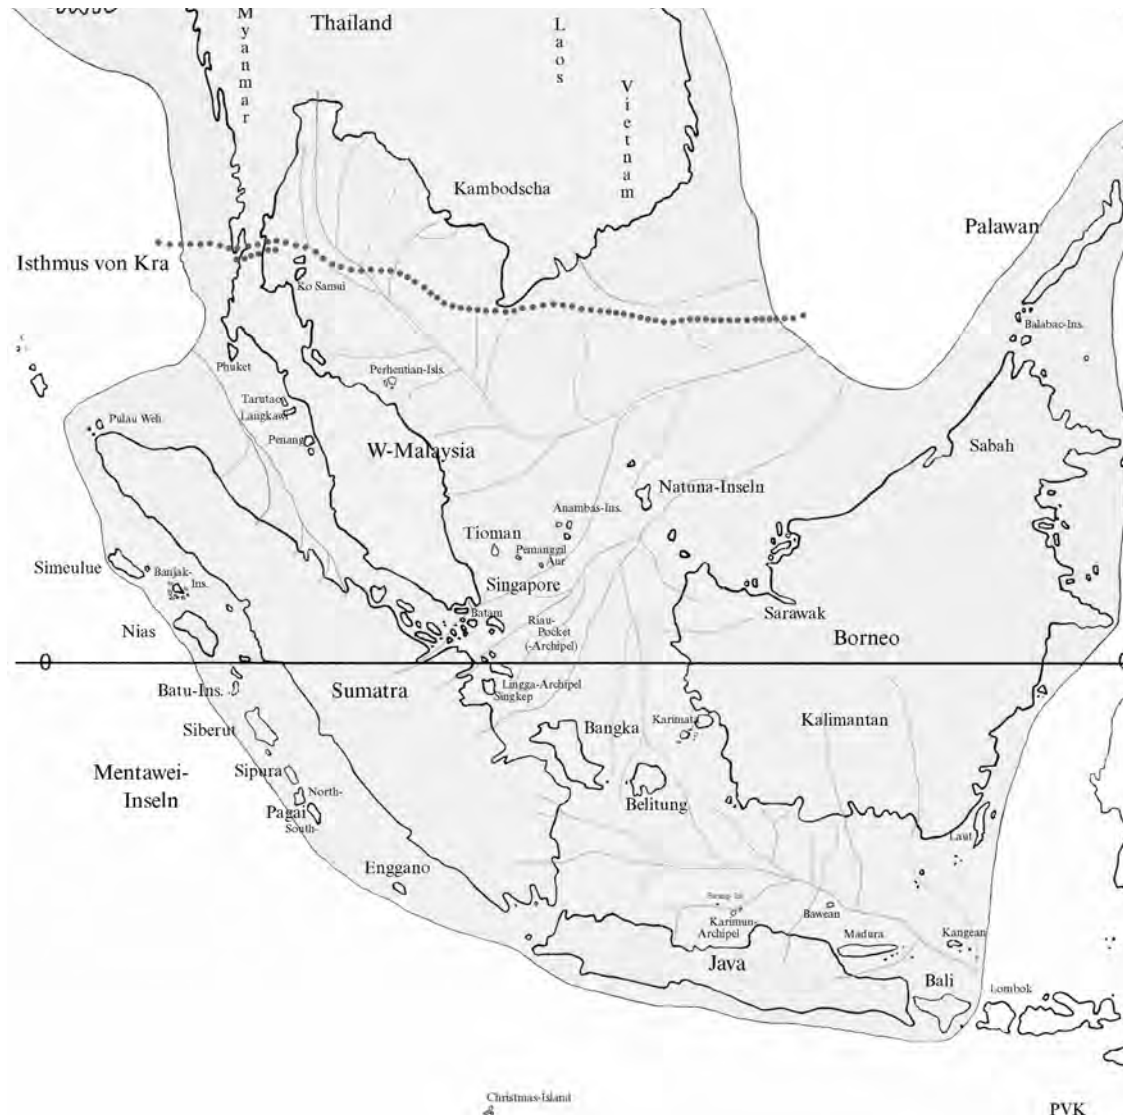 Myanmar
Thailand
Laos
Vietnam
Kambodscha
Palawan
Isthmus von Kra
Ko Samui
Balabac-Ins.
Phuket
Perhentian-Isls.
Tarutao
Langkawi
Pulau Weh
Penang
W-Malaysia
Sabah
Natuna-Inseln
Anambas-Ins.
Tioman
Pemanggil
Aur
Simeulue
Banjak-
Ins.
Singapore
Batam
Sarawak
Nias
Riau-
Pocket
(-Archipel)
Borneo
0
0
Batu-Ins.
Sumatra
Lingga-Archipel
Singkep
Siberut
Bangka
Karimata
Kalimantan
Mentawei-
Inseln
Sipura
North-
Pagai
South-
Belitung
Laut
Enggano
Karimun-
Archipel
Bawean
Madura
Kangean
Java
Bali
Lombok
Christmas-Island
PVK